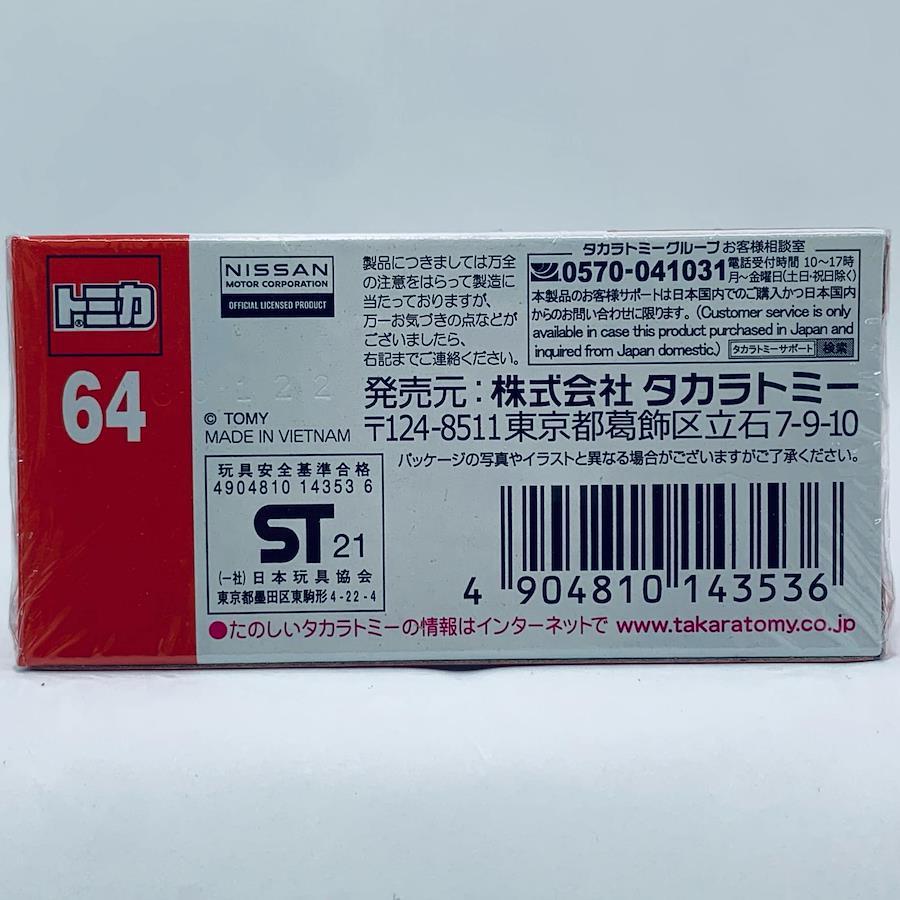 トミカ®
64
NISSAN
MOTOR CORPORATION
OFFICIAL LICENSED PRODUCT
© TOMY
MADE IN VIETNAM
製品につきましては万全
の注意をはらって製造に
当たっておりますが、
万一お気づきの点などが
ございましたら、
右記までご連絡ください。
タカラトミーグループ お客様相談室
0570-041031 電話受付時間 10～17時
月～金曜日(土日・祝日除く)
本製品のお客様サポートは日本国内でのご購入かつ日本国内
からのお問い合わせに限ります。(Customer service is only
available in case this product purchased in Japan and
inquired from Japan domestic.) タカラトミーサポート 検索
発売元：株式会社 タカラトミー
〒124-8511 東京都葛飾区立石7-9-10
パッケージの写真やイラストと異なる場合がございますがご了承ください。
玩具安全基準合格
4904810 14353 6
ST 21
(一社)日本玩具協会
東京都墨田区東駒形4-22-4
4 904810 143536
●たのしいタカラトミーの情報はインターネットで www.takaratomy.co.jp